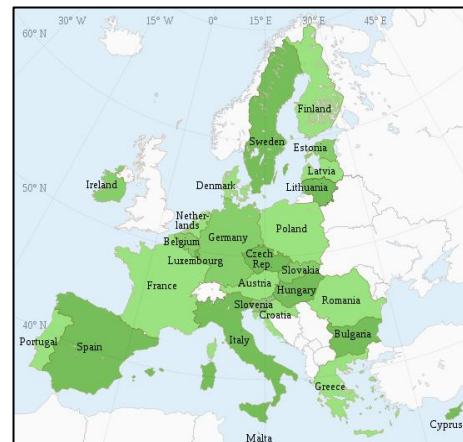 60° N
30° W
15° W
0°
15° E
30° E
45° E
Finland
Sweden
Estonia
Latvia
Lithuania
Denmark
Ireland
50° N
Nether-
lands
Belgium
Luxembourg
Germany
Poland
Czech
Rep.
Slovakia
Austria
Hungary
Slovenia
Croatia
Romania
France
Bulgaria
40° N
Portugal
Spain
Italy
Greece
Malta
Cyprus